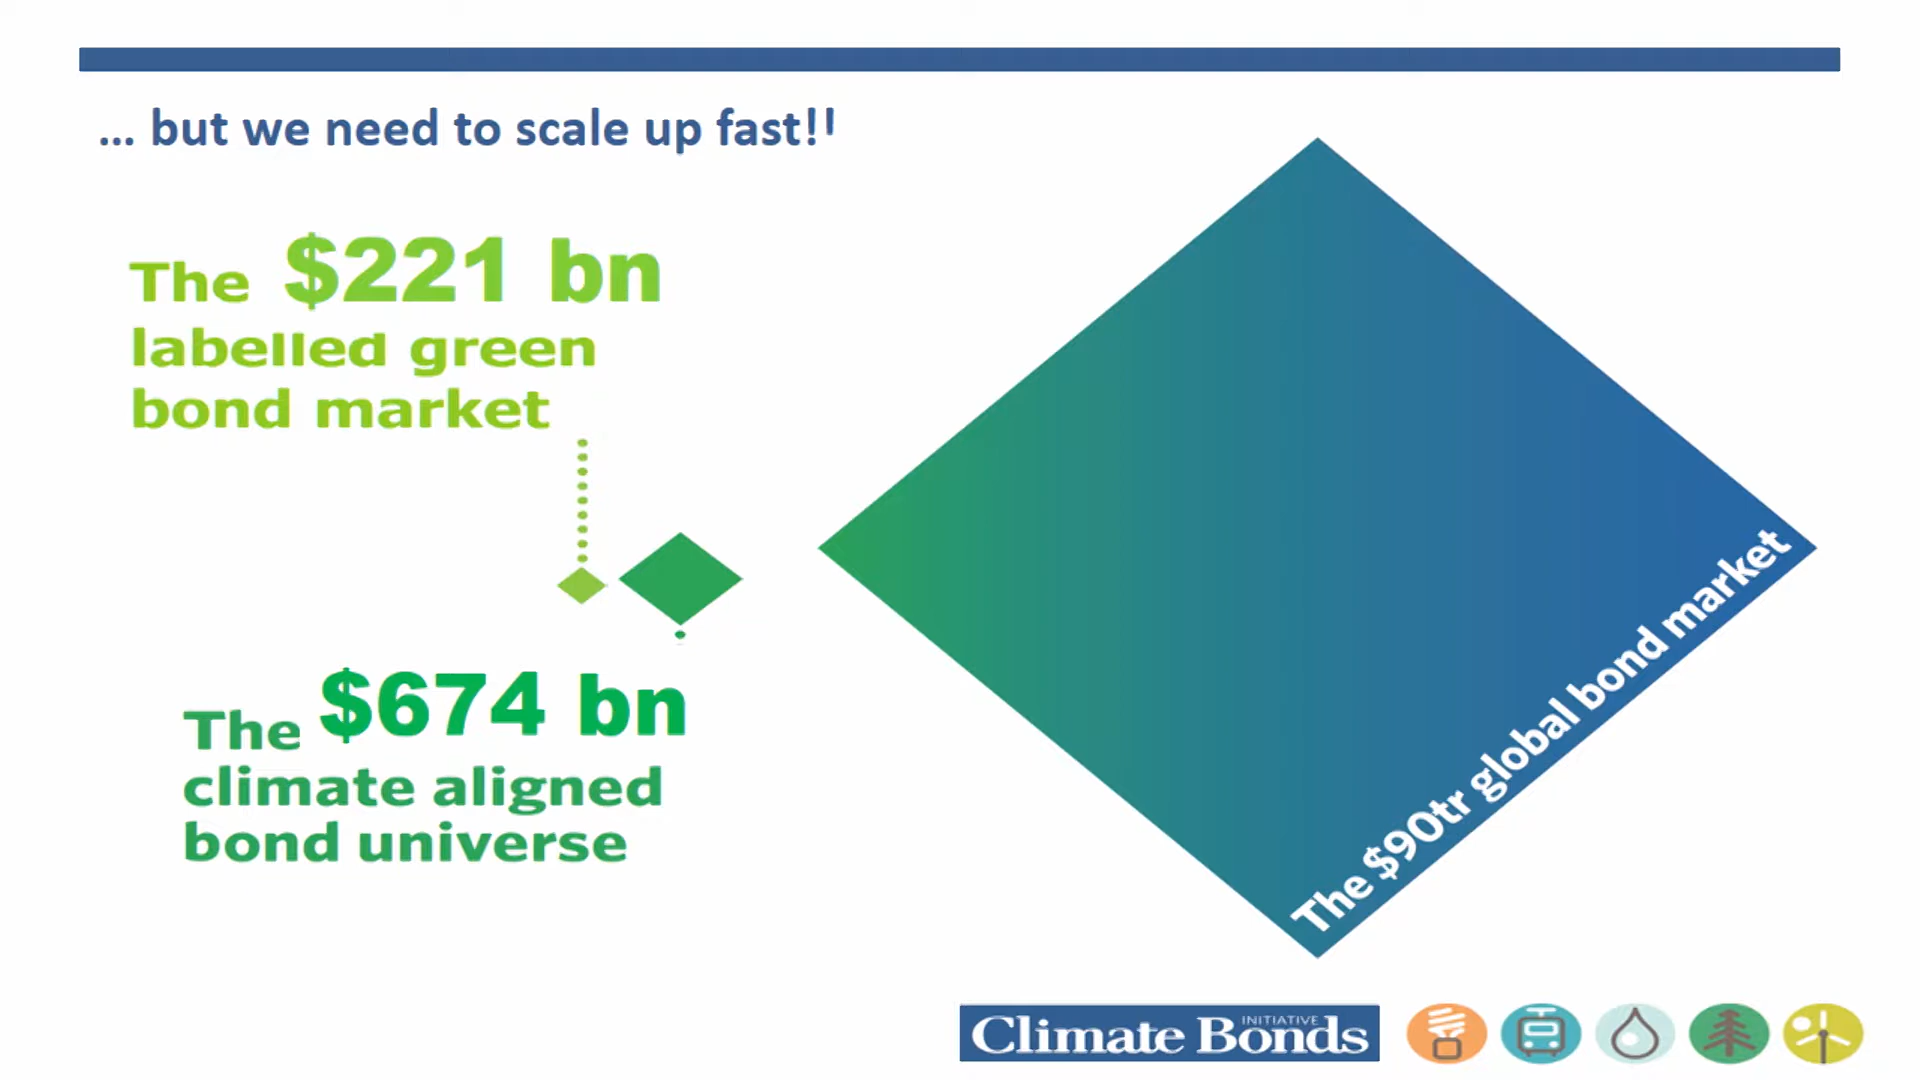 ... but we need to scale up fast!!
The $221 bn
labelled green
bond market
The $674 bn
climate aligned
bond universe
The $90tr global bond market
Climate Bonds
INITIATIVE